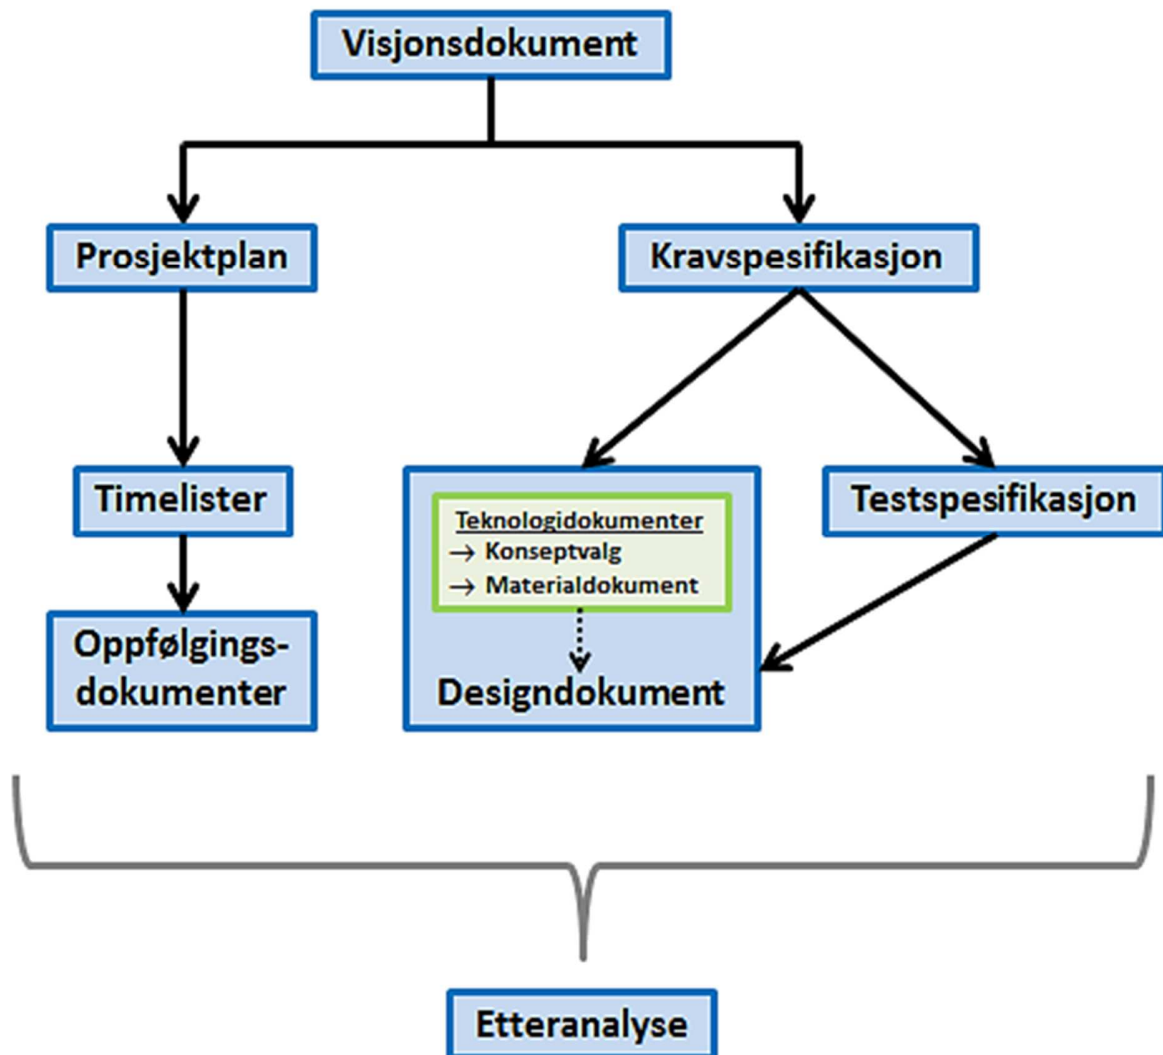 Visjonsdokument
Prosjektplan
Kravspesifikasjon
Timelister
Teknologidokumenter
→ Konseptvalg
→ Materialdokument
Testspesifikasjon
Oppfølgings-
dokumenter
Designdokument
Etteranalyse